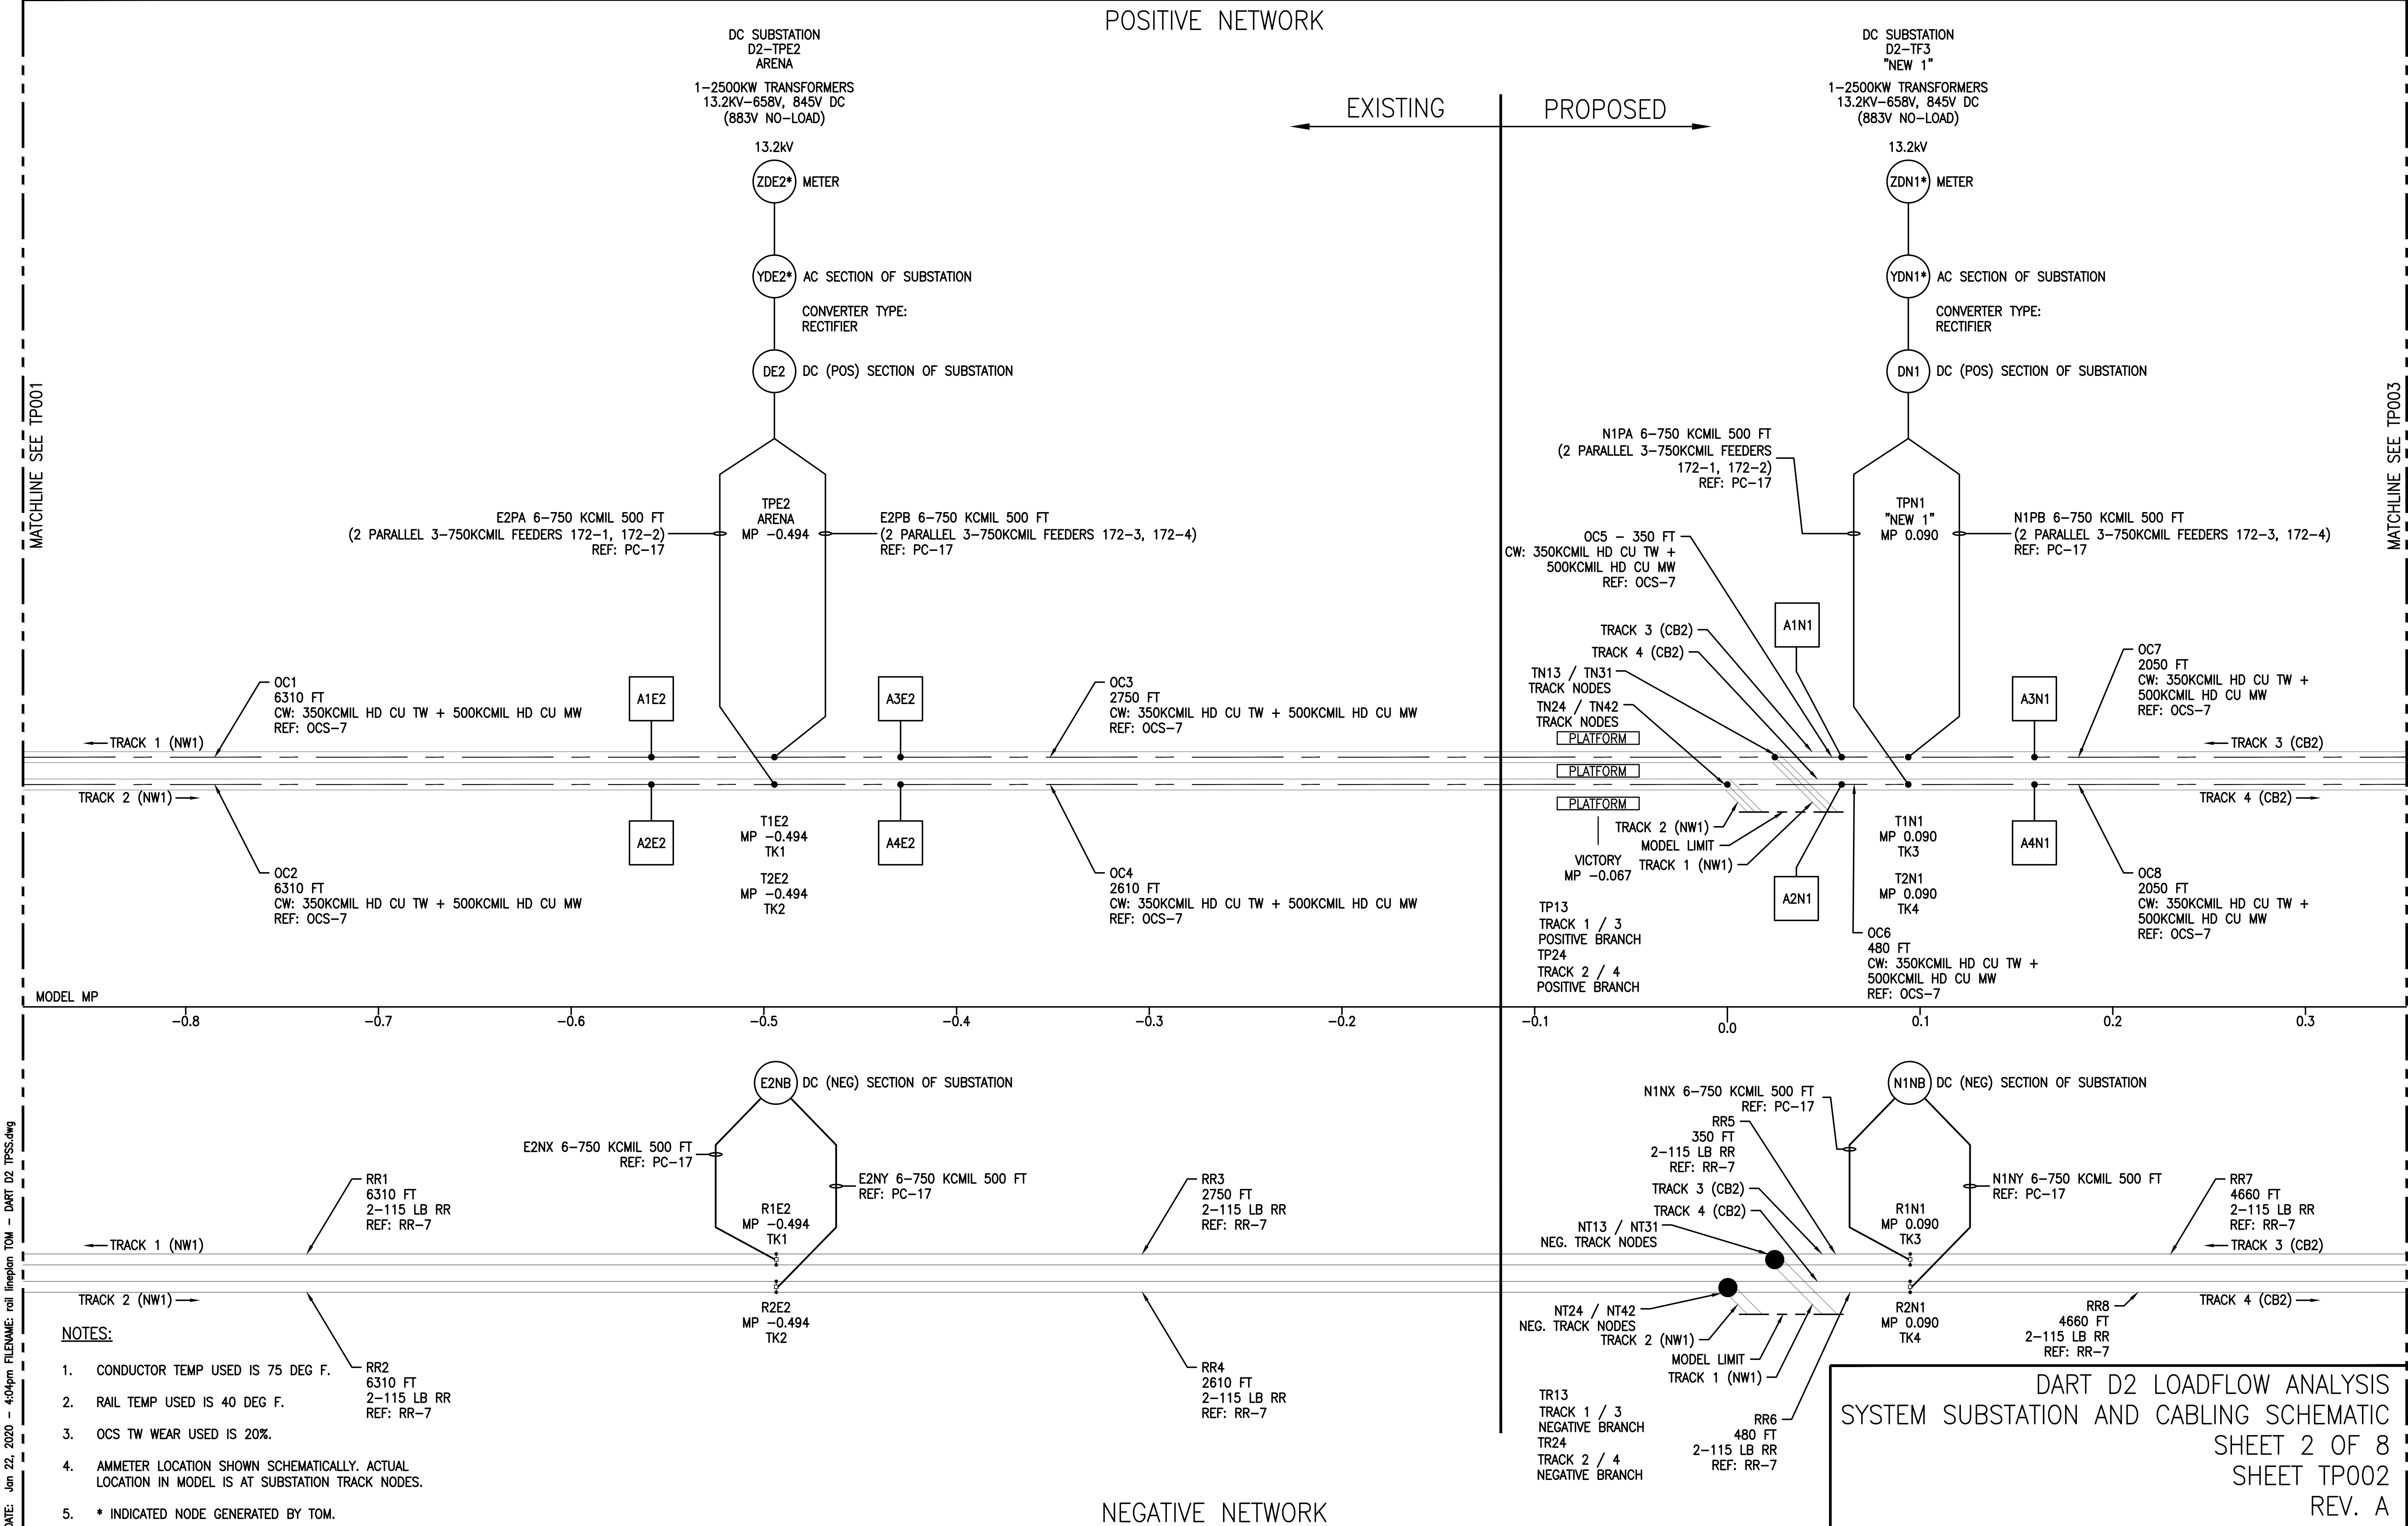 POSITIVE NETWORK
DC SUBSTATION
D2-TPE2
ARENA
1-2500KW TRANSFORMERS
13.2KV-658V, 845V DC
(883V NO-LOAD)
13.2kV
ZDE2* METER
YDE2* AC SECTION OF SUBSTATION
CONVERTER TYPE:
RECTIFIER
DE2 DC (POS) SECTION OF SUBSTATION
EXISTING
PROPOSED
DC SUBSTATION
D2-TF3
"NEW 1"
1-2500KW TRANSFORMERS
13.2KV-658V, 845V DC
(883V NO-LOAD)
13.2kV
ZDN1* METER
YDN1* AC SECTION OF SUBSTATION
CONVERTER TYPE:
RECTIFIER
DN1 DC (POS) SECTION OF SUBSTATION
MATCHLINE SEE TP001
MATCHLINE SEE TP003
E2PA 6-750 KCMIL 500 FT
(2 PARALLEL 3-750KCMIL FEEDERS 172-1, 172-2)
REF: PC-17
TPE2
ARENA
MP -0.494
E2PB 6-750 KCMIL 500 FT
(2 PARALLEL 3-750KCMIL FEEDERS 172-3, 172-4)
REF: PC-17
N1PA 6-750 KCMIL 500 FT
(2 PARALLEL 3-750KCMIL FEEDERS
172-1, 172-2)
REF: PC-17
TPN1
"NEW 1"
MP 0.090
N1PB 6-750 KCMIL 500 FT
(2 PARALLEL 3-750KCMIL FEEDERS 172-3, 172-4)
REF: PC-17
OC5 - 350 FT
CW: 350KCMIL HD CU TW +
500KCMIL HD CU MW
REF: OCS-7
A1N1
TRACK 3 (CB2)
TRACK 4 (CB2)
TN13 / TN31
TRACK NODES
TN24 / TN42
TRACK NODES
OC1
6310 FT
CW: 350KCMIL HD CU TW + 500KCMIL HD CU MW
REF: OCS-7
A1E2
A3E2
OC3
2750 FT
CW: 350KCMIL HD CU TW + 500KCMIL HD CU MW
REF: OCS-7
A3N1
OC7
2050 FT
CW: 350KCMIL HD CU TW +
500KCMIL HD CU MW
REF: OCS-7
TRACK 1 (NW1)
TRACK 2 (NW1)
PLATFORM
PLATFORM
PLATFORM
TRACK 3 (CB2)
TRACK 4 (CB2)
OC2
6310 FT
CW: 350KCMIL HD CU TW + 500KCMIL HD CU MW
REF: OCS-7
A2E2
T1E2
MP -0.494
TK1
T2E2
MP -0.494
TK2
A4E2
OC4
2610 FT
CW: 350KCMIL HD CU TW + 500KCMIL HD CU MW
REF: OCS-7
TRACK 2 (NW1)
MODEL LIMIT
TRACK 1 (NW1)
VICTORY
MP -0.067
A2N1
T1N1
MP 0.090
TK3
T2N1
MP 0.090
TK4
A4N1
OC8
2050 FT
CW: 350KCMIL HD CU TW +
500KCMIL HD CU MW
REF: OCS-7
TP13
TRACK 1 / 3
POSITIVE BRANCH
TP24
TRACK 2 / 4
POSITIVE BRANCH
OC6
480 FT
CW: 350KCMIL HD CU TW +
500KCMIL HD CU MW
REF: OCS-7
MODEL MP
-0.8 -0.7 -0.6 -0.5 -0.4 -0.3 -0.2 -0.1 0.0 0.1 0.2 0.3
E2NB DC (NEG) SECTION OF SUBSTATION
N1NB DC (NEG) SECTION OF SUBSTATION
E2NX 6-750 KCMIL 500 FT
REF: PC-17
E2NY 6-750 KCMIL 500 FT
REF: PC-17
N1NX 6-750 KCMIL 500 FT
REF: PC-17
N1NY 6-750 KCMIL 500 FT
REF: PC-17
RR1
6310 FT
2-115 LB RR
REF: RR-7
R1E2
MP -0.494
TK1
RR3
2750 FT
2-115 LB RR
REF: RR-7
RR5
350 FT
2-115 LB RR
REF: RR-7
TRACK 3 (CB2)
TRACK 4 (CB2)
NT13 / NT31
NEG. TRACK NODES
R1N1
MP 0.090
TK3
RR7
4660 FT
2-115 LB RR
REF: RR-7
TRACK 1 (NW1)
TRACK 2 (NW1)
TRACK 3 (CB2)
TRACK 4 (CB2)
RR2
6310 FT
2-115 LB RR
REF: RR-7
R2E2
MP -0.494
TK2
RR4
2610 FT
2-115 LB RR
REF: RR-7
NT24 / NT42
NEG. TRACK NODES
TRACK 2 (NW1)
MODEL LIMIT
TRACK 1 (NW1)
R2N1
MP 0.090
TK4
RR8
4660 FT
2-115 LB RR
REF: RR-7
TR13
TRACK 1 / 3
NEGATIVE BRANCH
TR24
TRACK 2 / 4
NEGATIVE BRANCH
RR6
480 FT
2-115 LB RR
REF: RR-7
NOTES:
1. CONDUCTOR TEMP USED IS 75 DEG F.
2. RAIL TEMP USED IS 40 DEG F.
3. OCS TW WEAR USED IS 20%.
4. AMMETER LOCATION SHOWN SCHEMATICALLY. ACTUAL
LOCATION IN MODEL IS AT SUBSTATION TRACK NODES.
5. * INDICATED NODE GENERATED BY TOM.
NEGATIVE NETWORK
DART D2 LOADFLOW ANALYSIS
SYSTEM SUBSTATION AND CABLING SCHEMATIC
SHEET 2 OF 8
SHEET TP002
REV. A
DATE: Jan 22, 2020 - 4:04pm FILENAME: rail lineplan TOM - DART D2 TPSS.dwg